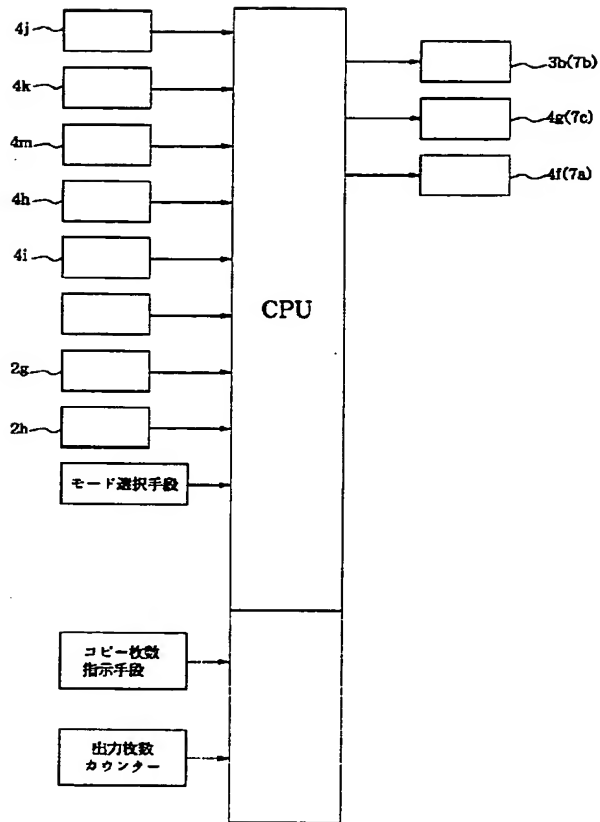 4j
4k
4m
4h
4i
2g
2h
モード選択手段
コピー枚数
指示手段
出力枚数
カウンター
CPU
3b(7b)
4g(7c)
4f(7a)